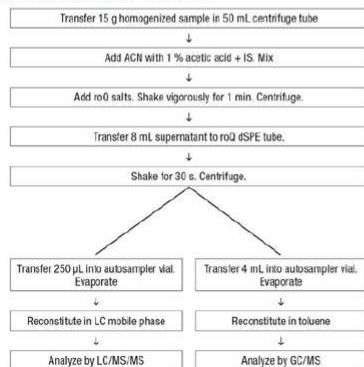 Transfer 15 g homogenized sample in 50 mL centrifuge tube
↓
Add ACN with 1 % acetic acid + IS. Mix
↓
Add roQ salts. Shake vigorously for 1 min. Centrifuge.
↓
Transfer 8 mL supernatant to roQ dSPE tube.
↓
Shake for 30 s. Centrifuge.
Transfer 250 µL into autosampler vial.
Evaporate
↓
Reconstitute in LC mobile phase
↓
Analyze by LC/MS/MS
Transfer 4 mL into autosampler vial.
Evaporate
↓
Reconstitute in toluene
↓
Analyze by GC/MS